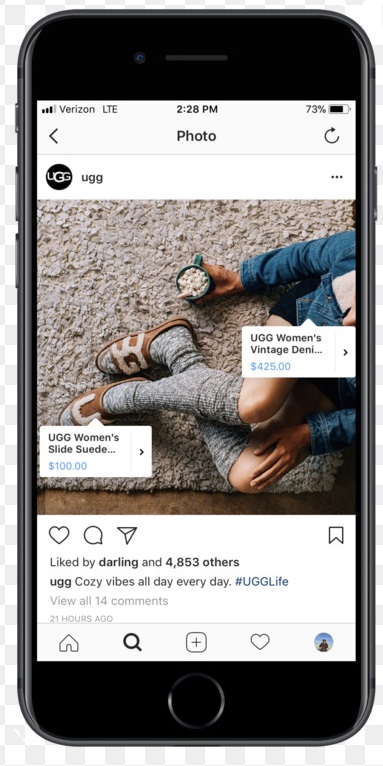 Verizon LTE 2:28 PM 73%
Photo
UGG ugg
UGG Women's
Vintage Deni...
$425.00
UGG
UGG Women's
Slide Suede...
$100.00
Liked by darling and 4,853 others
ugg Cozy vibes all day every day. #UGGLife
View all 14 comments
21 HOURS AGO